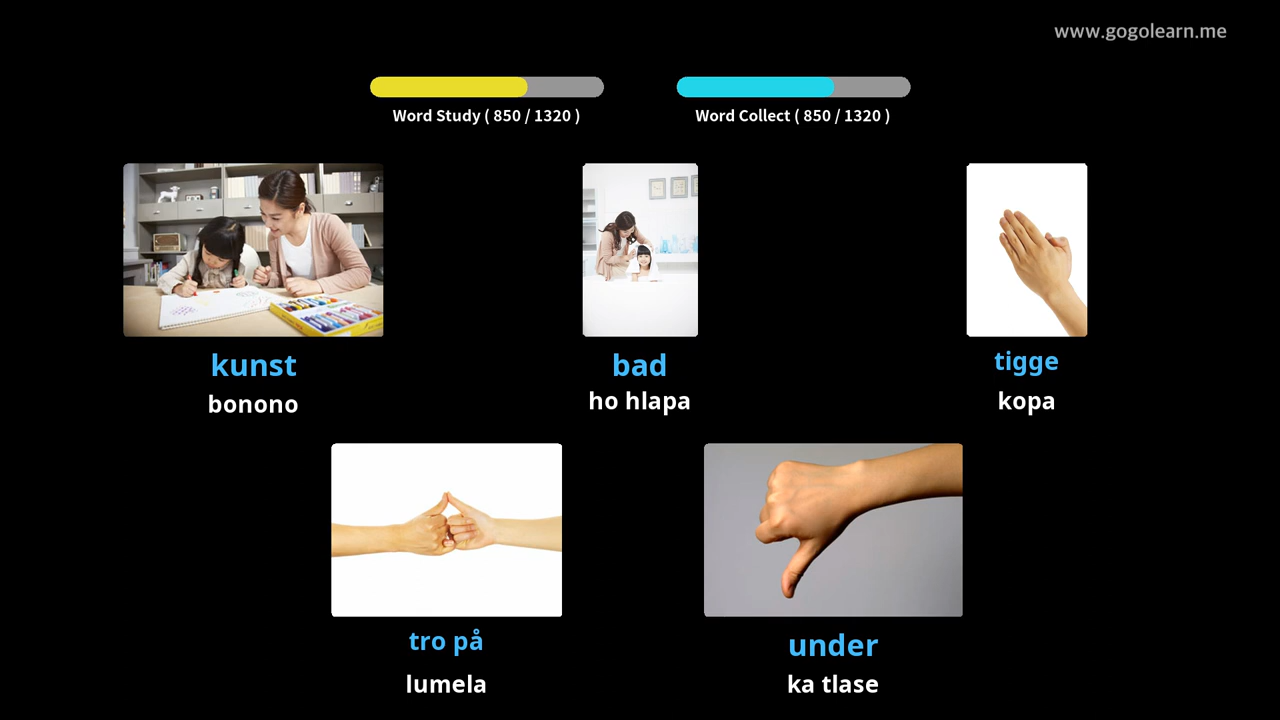 www.gogolearn.me
Word Study ( 850 / 1320 )
Word Collect ( 850 / 1320 )
kunst
bonono
bad
ho hlapa
tigge
kopa
tro på
lumela
under
ka tlase